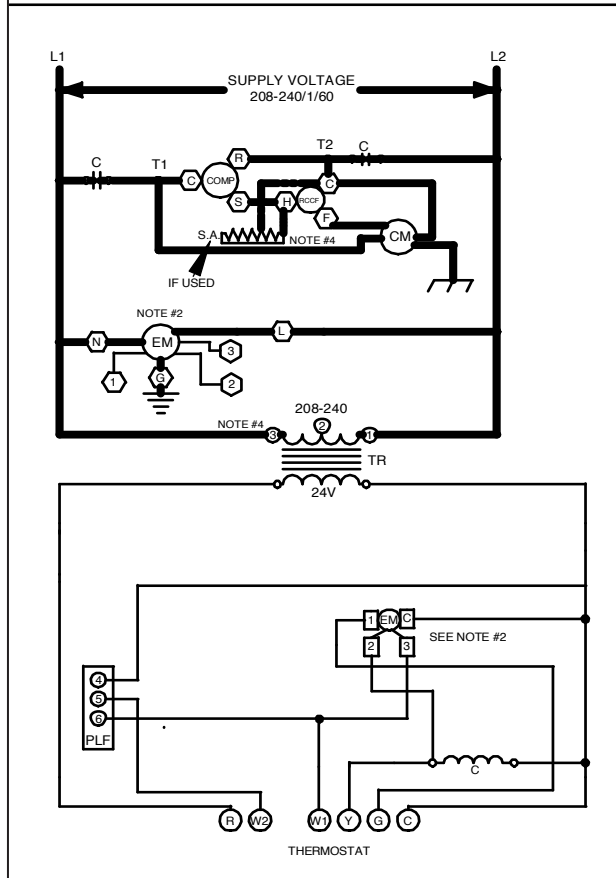 L1
L2
SUPPLY VOLTAGE
208-240/1/60
C
T1
C
COMP
R
S
T2
C
C
H
RCCF
F
S.A.
NOTE #4
CM
IF USED
NOTE #2
N
EM
L
3
1
G
2
NOTE #4
208-240
3
2
1
TR
24V
1
EM
C
SEE NOTE #2
2
3
4
5
6
PLF
C
R
W2
W1
Y
G
C
THERMOSTAT